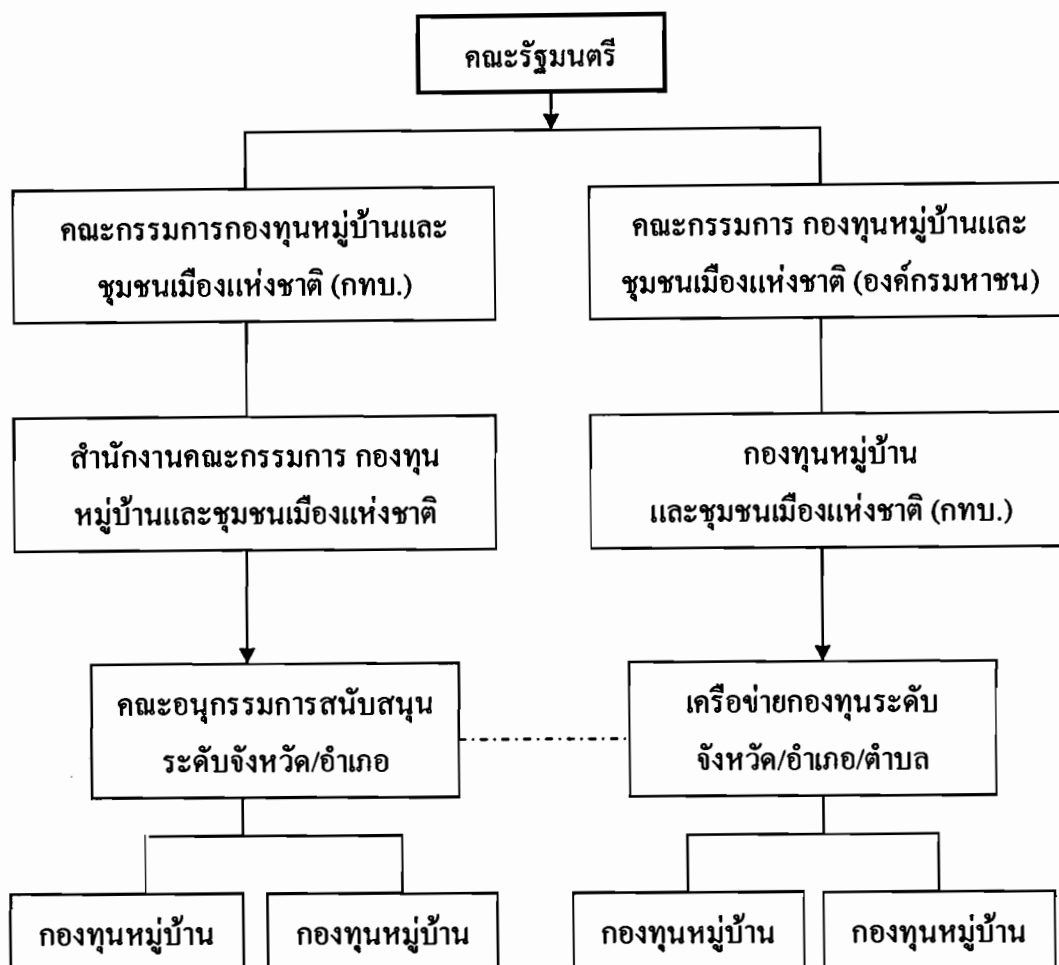 คณะรัฐมนตรี
คณะกรรมการกองทุนหมู่บ้านและ
ชุมชนเมืองแห่งชาติ (กทบ.)
คณะกรรมการ กองทุนหมู่บ้านและ
ชุมชนเมืองแห่งชาติ (องค์กรมหาชน)
สำนักงานคณะกรรมการ กองทุน
หมู่บ้านและชุมชนเมืองแห่งชาติ
กองทุนหมู่บ้าน
และชุมชนเมืองแห่งชาติ (กทบ.)
คณะอนุกรรมการสนับสนุน
ระดับจังหวัด/อำเภอ
เครือข่ายกองทุนระดับ
จังหวัด/อำเภอ/ตำบล
กองทุนหมู่บ้าน
กองทุนหมู่บ้าน
กองทุนหมู่บ้าน
กองทุนหมู่บ้าน